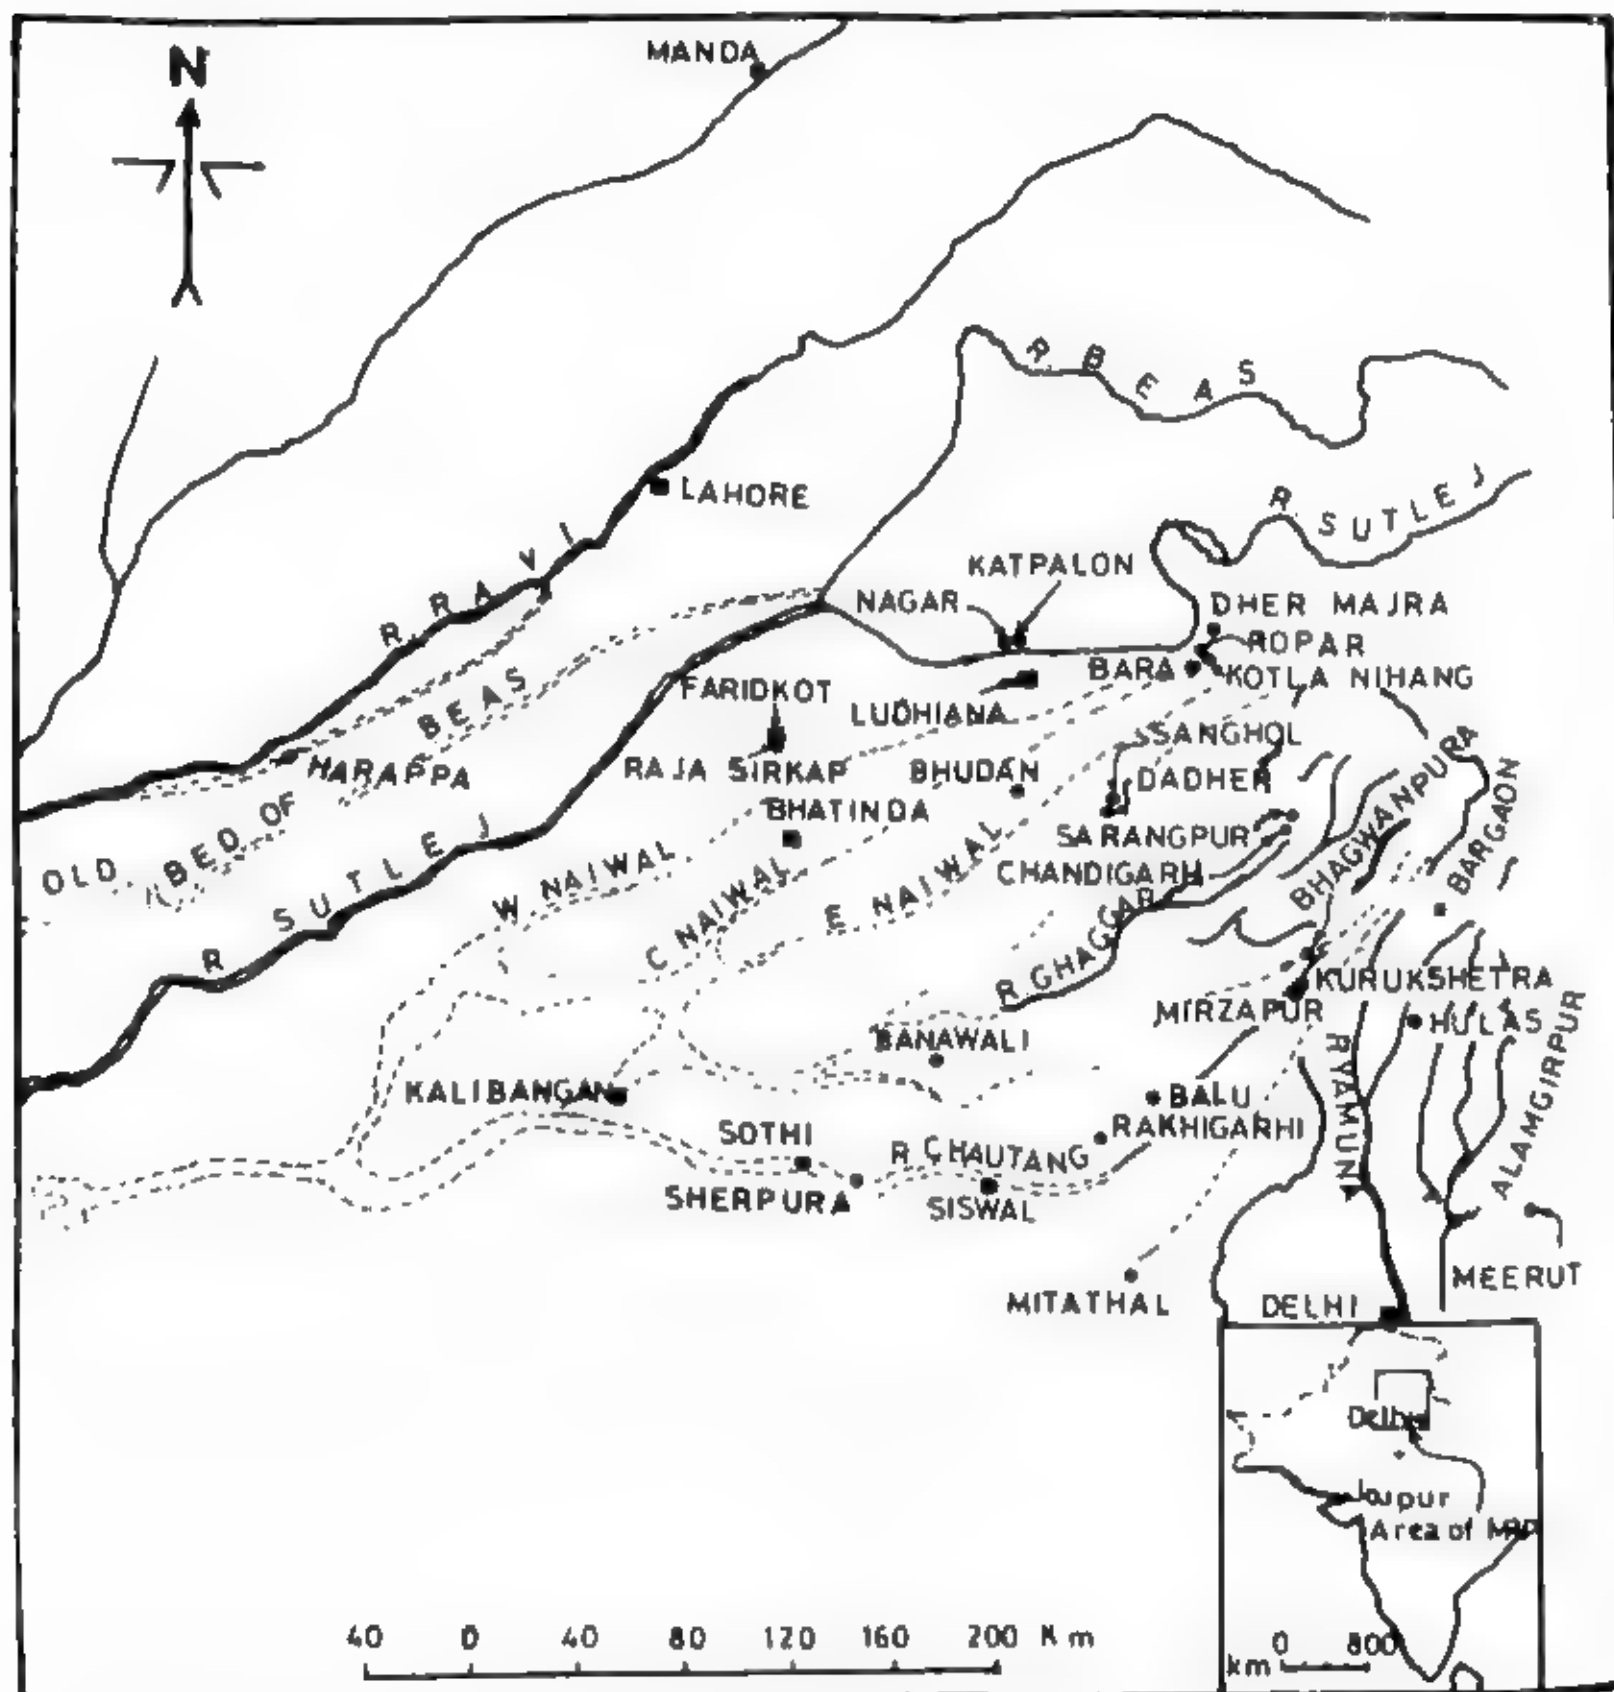 MANDA
N
R. BEAS
R SUTLEJ
LAHORE
R. RAVI
KATPALON
NAGAR
DHER MAJRA
ROPAR
BARA
KOTLA NIHANG
FARIDKOT
LUDHIANA
SANGHOL
RAJA SIRKAP
BHUDAN
DADHER
HARAPPA
OLD BED OF BEAS
BHATINDA
SARANGPUR
CHANDIGARH
BHAGWANPURA
BARGAON
R SUTLEJ
W NAIWAL
C NAIWAL
E NAIWAL
R GHAGGAR
KURUKSHETRA
MIRZAPUR
HULAS
BANAWALI
KALIBANGAN
BALU
RAKHIGARHI
R YAMUNA
ALAMGIRPUR
SOTHI
R CHAUTANG
SHERPURA
SISWAL
MITATHAL
MEERUT
DELHI
Delhi
Area of MAP
40 0 40 80 120 160 200 Km
km 0 800